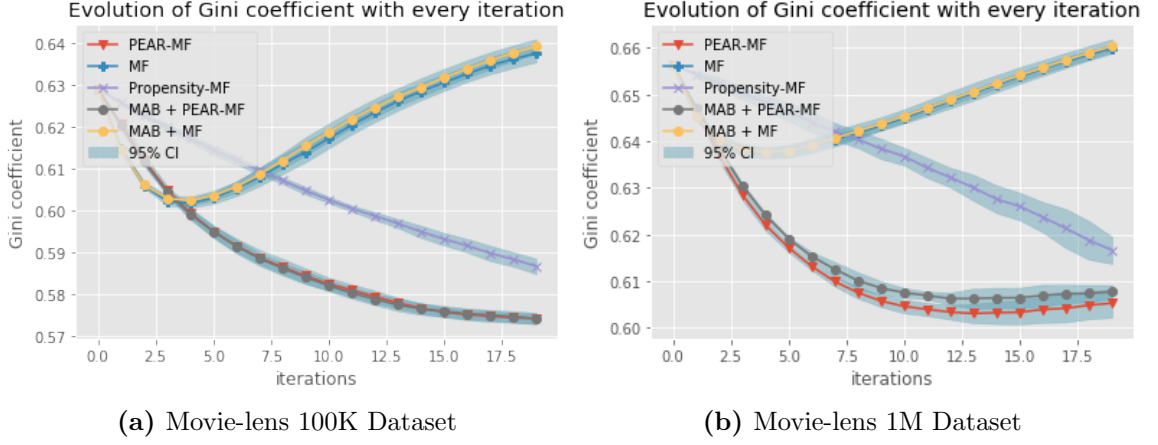 Evolution of Gini coefficient with every iteration
0.64
0.63
0.62
0.61
0.60
0.59
0.58
0.57
Gini coefficient
PEAR-MF
MF
Propensity-MF
MAB + PEAR-MF
MAB + MF
95% CI
0.0 2.5 5.0 7.5 10.0 12.5 15.0 17.5
iterations
(a) Movie-lens 100K Dataset
Evolution of Gini coefficient with every iteration
0.66
0.65
0.64
0.63
0.62
0.61
0.60
Gini coefficient
PEAR-MF
MF
Propensity-MF
MAB + PEAR-MF
MAB + MF
95% CI
0.0 2.5 5.0 7.5 10.0 12.5 15.0 17.5
iterations
(b) Movie-lens 1M Dataset